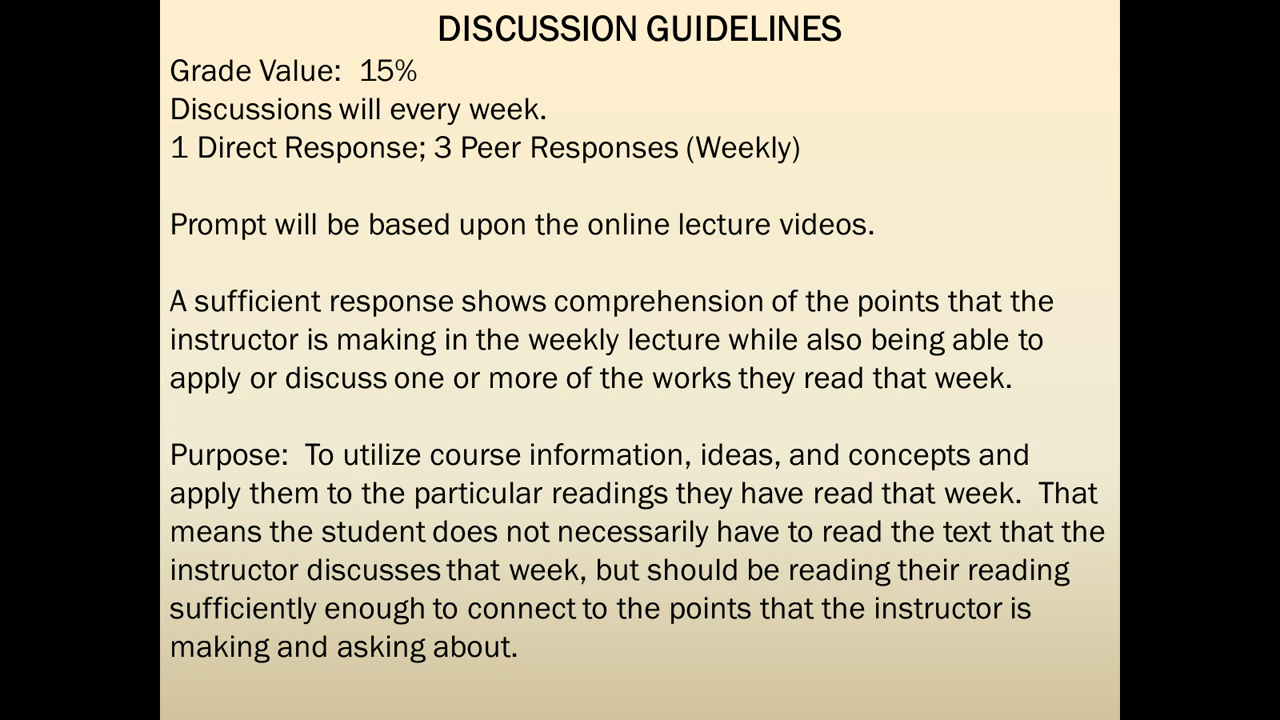 DISCUSSION GUIDELINES
Grade Value:  15%
Discussions will every week.
1 Direct Response; 3 Peer Responses (Weekly)
Prompt will be based upon the online lecture videos.
A sufficient response shows comprehension of the points that the
instructor is making in the weekly lecture while also being able to
apply or discuss one or more of the works they read that week.
Purpose:  To utilize course information, ideas, and concepts and
apply them to the particular readings they have read that week.  That
means the student does not necessarily have to read the text that the
instructor discusses that week, but should be reading their reading
sufficiently enough to connect to the points that the instructor is
making and asking about.